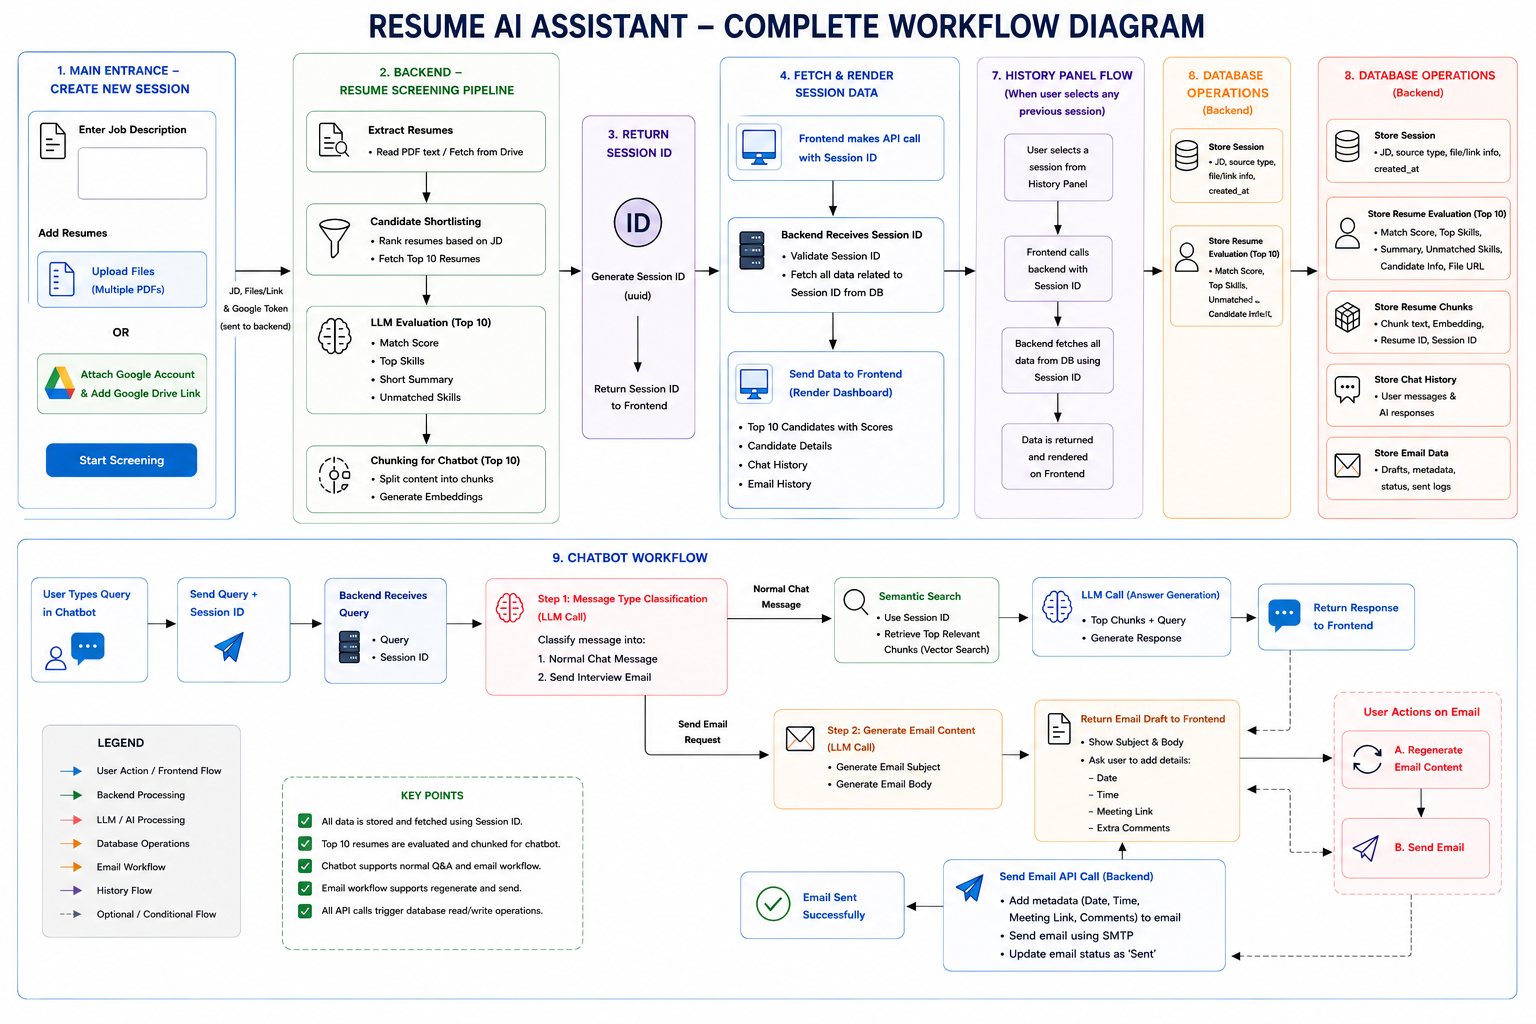 RESUME AI ASSISTANT – COMPLETE WORKFLOW DIAGRAM
1. MAIN ENTRANCE –
CREATE NEW SESSION
Enter Job Description
Add Resumes
Upload Files
(Multiple PDFs)
OR
Attach Google Account
& Add Google Drive Link
Start Screening
JD, Files/Link
& Google Token
(sent to backend)
2. BACKEND –
RESUME SCREENING PIPELINE
Extract Resumes
• Read PDF text / Fetch from Drive
Candidate Shortlisting
• Rank resumes based on JD
• Fetch Top 10 Resumes
LLM Evaluation (Top 10)
• Match Score
• Top Skills
• Short Summary
• Unmatched Skills
Chunking for Chatbot (Top 10)
• Split content into chunks
• Generate Embeddings
3. RETURN
SESSION ID
ID
Generate Session ID
(uuid)
Return Session ID
to Frontend
4. FETCH & RENDER
SESSION DATA
Frontend makes API call
with Session ID
Backend Receives Session ID
• Validate Session ID
• Fetch all data related to
Session ID from DB
Send Data to Frontend
(Render Dashboard)
• Top 10 Candidates with Scores
• Candidate Details
• Chat History
• Email History
7. HISTORY PANEL FLOW
(When user selects any
previous session)
User selects a
session from
History Panel
Frontend calls
backend with
Session ID
Backend fetches all
data from DB using
Session ID
Data is returned
and rendered
on Frontend
8. DATABASE
OPERATIONS
(Backend)
Store Session
• JD, source type,
file/link info,
created_at
Store Resume
Evaluation (Top 10)
• Match Score,
Top Skills,
Unmatched
Candidate
8. DATABASE OPERATIONS
(Backend)
Store Session
• JD, source type, file/link info,
created_at
Store Resume Evaluation (Top 10)
• Match Score, Top Skills,
• Summary, Unmatched Skills,
Candidate Info, File URL
Store Resume Chunks
• Chunk text, Embedding,
• Resume ID, Session ID
Store Chat History
• User messages &
AI responses
Store Email Data
• Drafts, metadata,
status, sent logs
9. CHATBOT WORKFLOW
User Types Query
in Chatbot
Send Query +
Session ID
Backend Receives
Query
• Query
• Session ID
Step 1: Message Type Classification
(LLM Call)
Classify message into:
1. Normal Chat Message
2. Send Interview Email
Normal Chat
Message
Semantic Search
• Use Session ID
• Retrieve Top Relevant
Chunks (Vector Search)
LLM Call (Answer Generation)
• Top Chunks + Query
• Generate Response
Return Response
to Frontend
Send Email
Request
Step 2: Generate Email Content
(LLM Call)
• Generate Email Subject
• Generate Email Body
Return Email Draft to Frontend
• Show Subject & Body
• Ask user to add details:
– Date
– Time
– Meeting Link
– Extra Comments
User Actions on Email
A. Regenerate
Email Content
B. Send Email
Send Email API Call (Backend)
• Add metadata (Date, Time,
Meeting Link, Comments) to email
• Send email using SMTP
• Update email status as 'Sent'
Email Sent
Successfully
LEGEND
User Action / Frontend Flow
Backend Processing
LLM / AI Processing
Database Operations
Email Workflow
History Flow
Optional / Conditional Flow
KEY POINTS
All data is stored and fetched using Session ID.
Top 10 resumes are evaluated and chunked for chatbot.
Chatbot supports normal Q&A and email workflow.
Email workflow supports regenerate and send.
All API calls trigger database read/write operations.